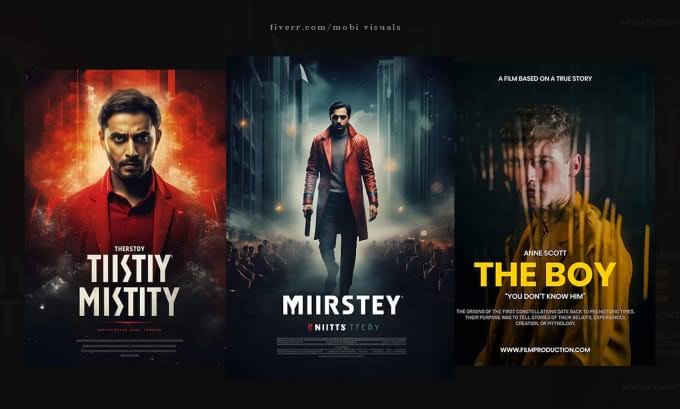 fiverr.com/mobi visuals
THERSTOY
TIISTIY
MISTITY
MIIRSTEY
NIITTS TFEBY
A FILM BASED ON A TRUE STORY
ANNE SCOTT
THE BOY
"YOU DON'T KNOW HIM"
THE ORIGINS OF THE FIRST CONSTELLATIONS DATE BACK TO PREHISTORIC TIMES.
THEIR PURPOSE WAS TO TELL STORIES OF THEIR BELIEFS, EXPERIENCES,
CREATION, OR MYTHOLOGY.
WWW.FILMPRODUCTION.COM